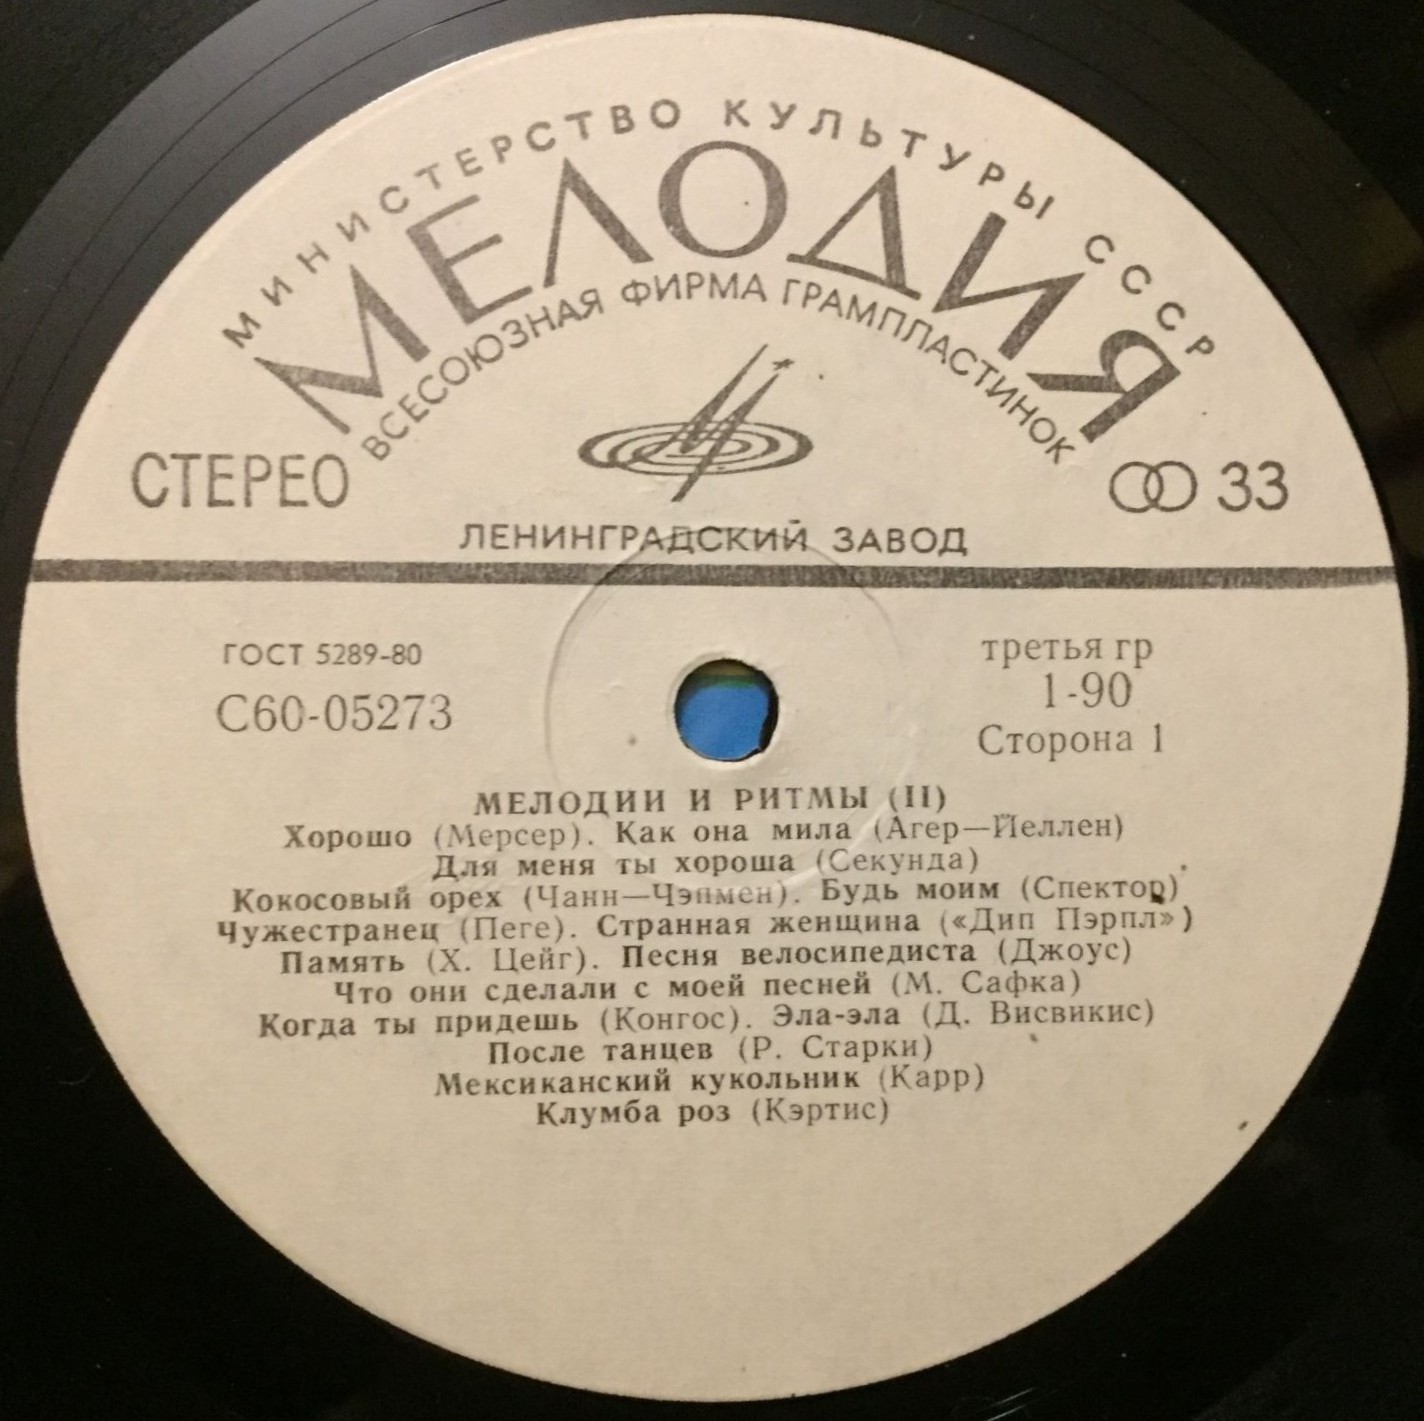 МИНИСТЕРСТВО КУЛЬТУРЫ СССР
МЕЛОДИЯ
ВСЕСОЮЗНАЯ ФИРМА ГРАМПЛАСТИНОК
СТЕРЕО
33
ЛЕНИНГРАДСКИЙ ЗАВОД
ГОСТ 5289-80
третья гр
С60-05273
1-90
Сторона 1
МЕЛОДИИ И РИТМЫ (II)
Хорошо (Мерсер). Как она мила (Агер—Йеллен)
Для меня ты хороша (Секунда)
Кокосовый орех (Чанн—Чэпмен). Будь моим (Спектор)
Чужестранец (Пеге). Странная женщина («Дип Пэрпл»)
Память (Х. Цейг). Песня велосипедиста (Джоус)
Что они сделали с моей песней (М. Сафка)
Когда ты придешь (Конгос). Эла-эла (Д. Висвикис)
После танцев (Р. Старки)
Мексиканский кукольник (Карр)
Клумба роз (Кэртис)